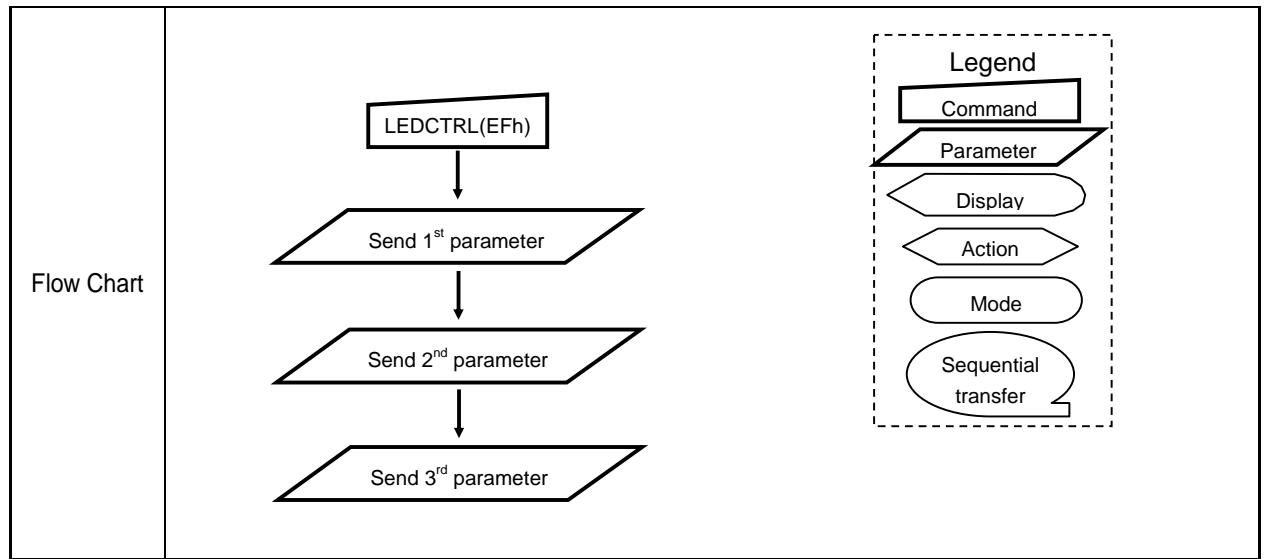 Flow Chart
LEDCTRL(EFh)
Send 1st parameter
Send 2nd parameter
Send 3rd parameter
Legend
Command
Parameter
Display
Action
Mode
Sequential
transfer